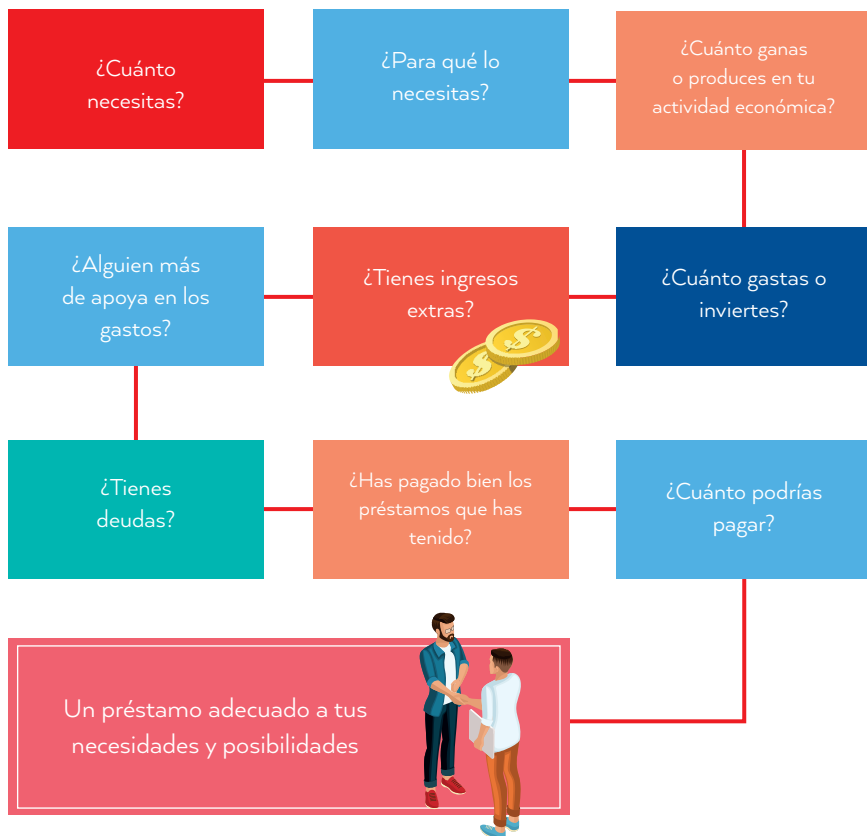 ¿Cuánto
necesitas?
¿Para qué lo
necesitas?
¿Cuánto ganas
o produces en tu
actividad económica?
¿Cuánto gastas o
inviertes?
¿Tienes ingresos
extras?
¿Alguien más
de apoya en los
gastos?
¿Tienes
deudas?
¿Has pagado bien los
préstamos que has
tenido?
¿Cuánto podrías
pagar?
Un préstamo adecuado a tus
necesidades y posibilidades